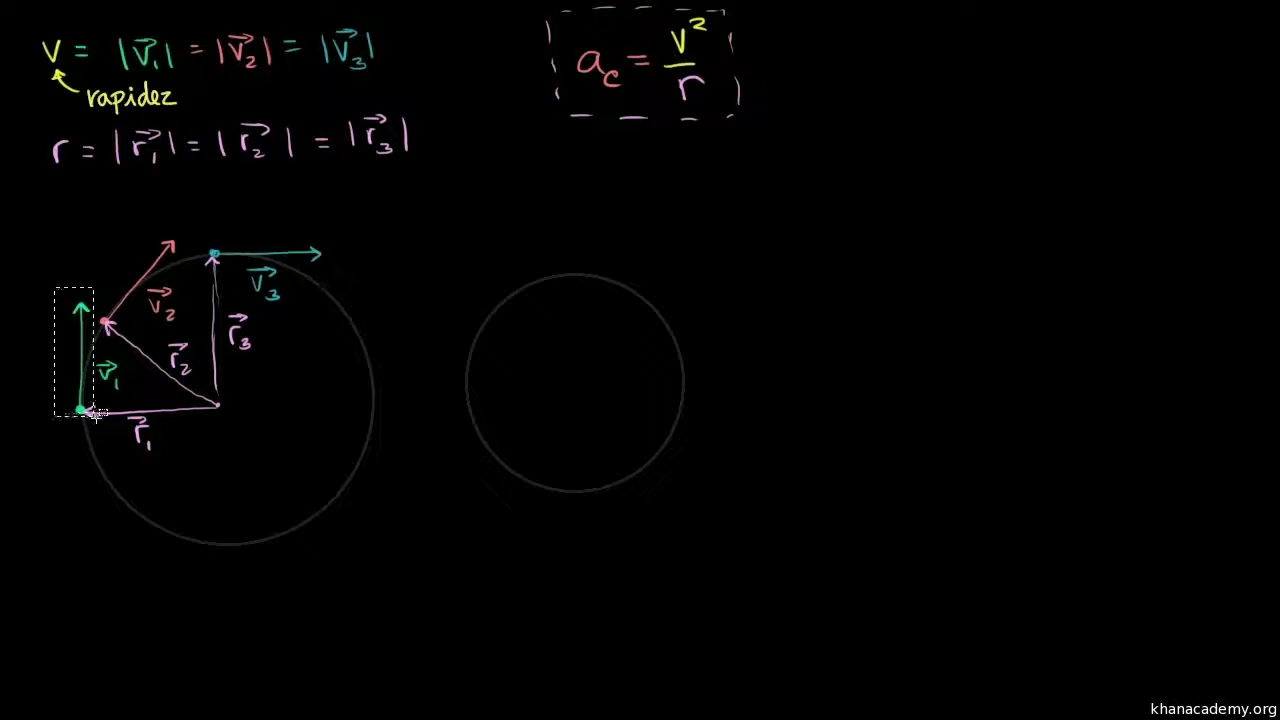 v = |v⃗₁| = |v⃗₂| = |v⃗₃|
rapidez
r = |r⃗₁| = |r⃗₂| = |r⃗₃|
a_c = v²/r
v⃗₃
v⃗₂
r⃗₃
r⃗₂
v⃗₁
r⃗₁
khanacademy.org